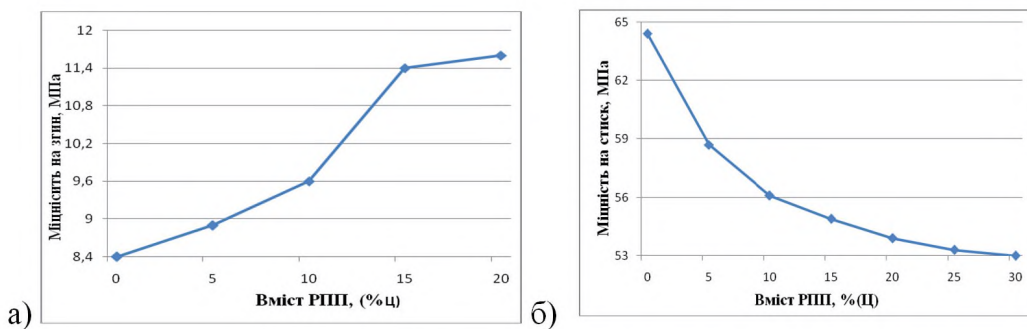 Міцність на згин, МПа
12
11,4
10,8
10,2
9,6
9
8,4
0 5 10 15 20
Вміст РПП, (%ц)
а)
Міцність на стиск, МПа
65
62
59
56
53
0 5 10 15 20 25 30
Вміст РПП, %(Ц)
б)